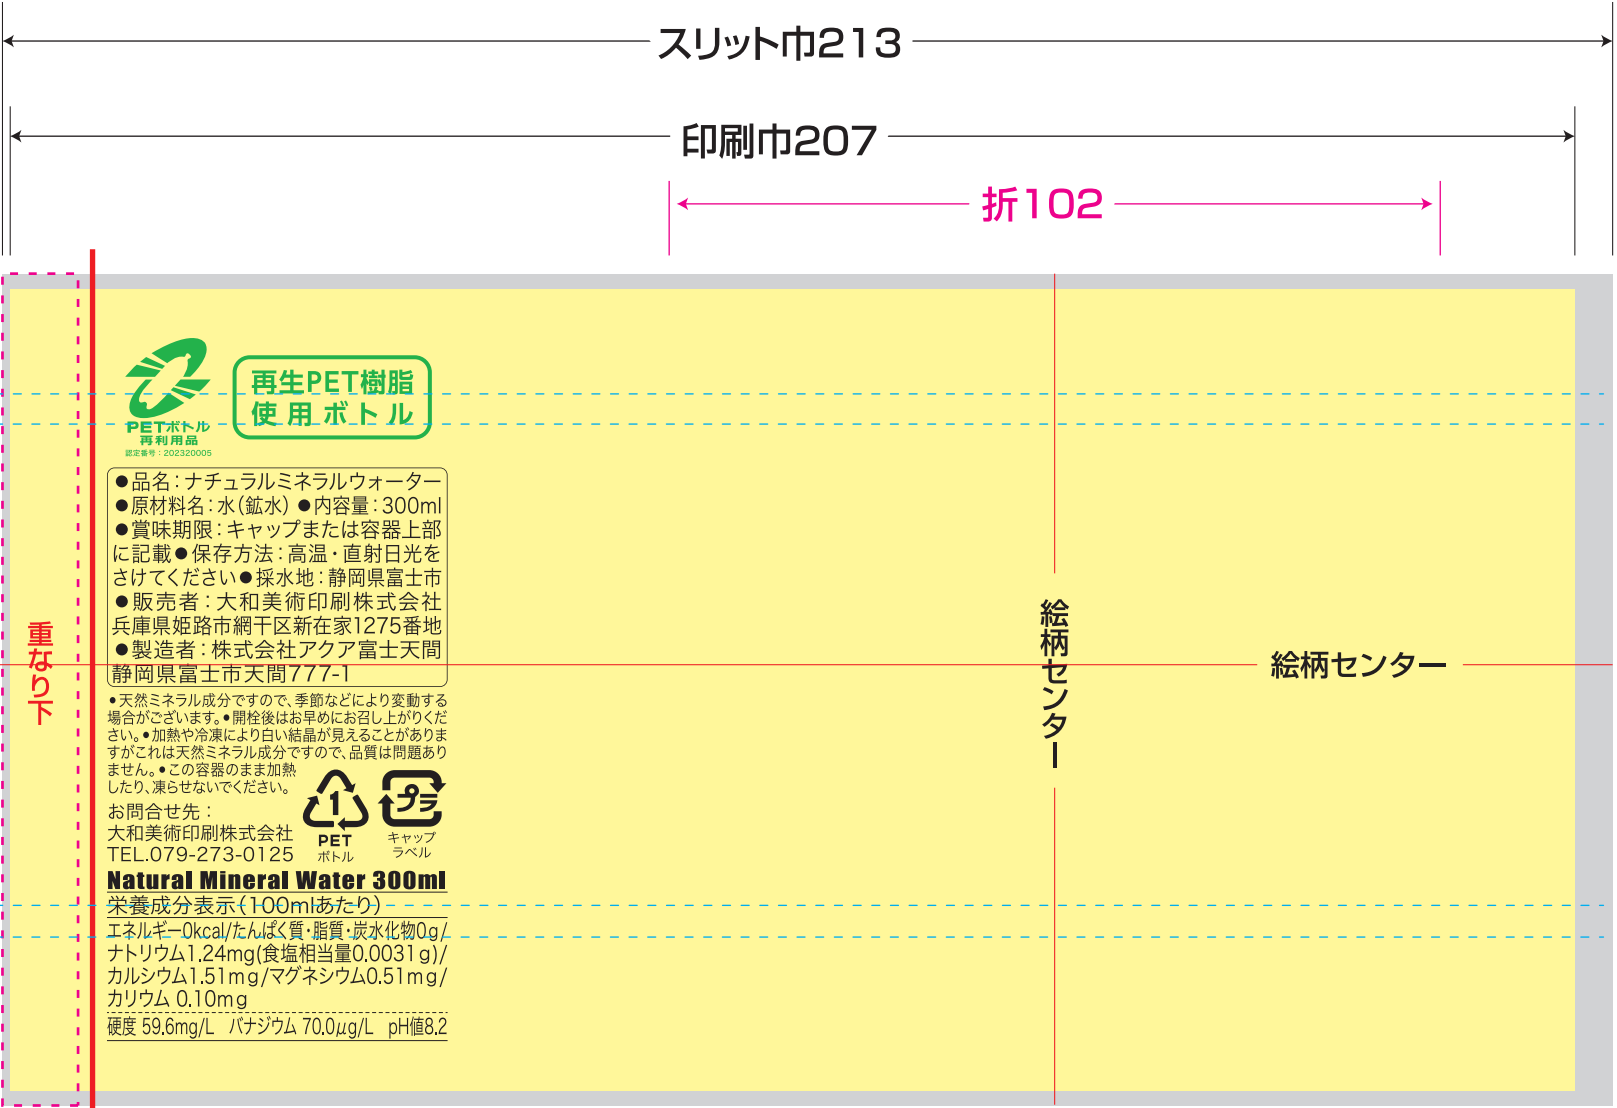 スリット巾213
印刷巾207
折102
PETボトル
再利用品
認定番号：202320005
再生PET樹脂
使用ボトル
●品名：ナチュラルミネラルウォーター
●原材料名：水（鉱水）●内容量：300ml
●賞味期限：キャップまたは容器上部
に記載●保存方法：高温・直射日光を
さけてください●採水地：静岡県富士市
●販売者：大和美術印刷株式会社
兵庫県姫路市網干区新在家1275番地
●製造者：株式会社アクア富士天間
静岡県富士市天間777-1
●天然ミネラル成分ですので、季節などにより変動する
場合がございます。●開栓後はお早めにお召し上がりくだ
さい。●加熱や冷凍により白い結晶が見えることがありま
すがこれは天然ミネラル成分ですので、品質は問題あり
ません。●この容器のまま加熱
したり、凍らせないでください。
お問合せ先：
大和美術印刷株式会社
TEL.079-273-0125
1
PET
ボトル
プラ
キャップ
ラベル
Natural Mineral Water 300ml
栄養成分表示（100mlあたり）
エネルギー0kcal/たんぱく質・脂質・炭水化物0g/
ナトリウム1.24mg(食塩相当量0.0031g)/
カルシウム1.51mg/マグネシウム0.51mg/
カリウム 0.10mg
硬度 59.6mg/L　バナジウム 70.0μg/L　pH値8.2
重なり下
絵柄センター
絵柄センター